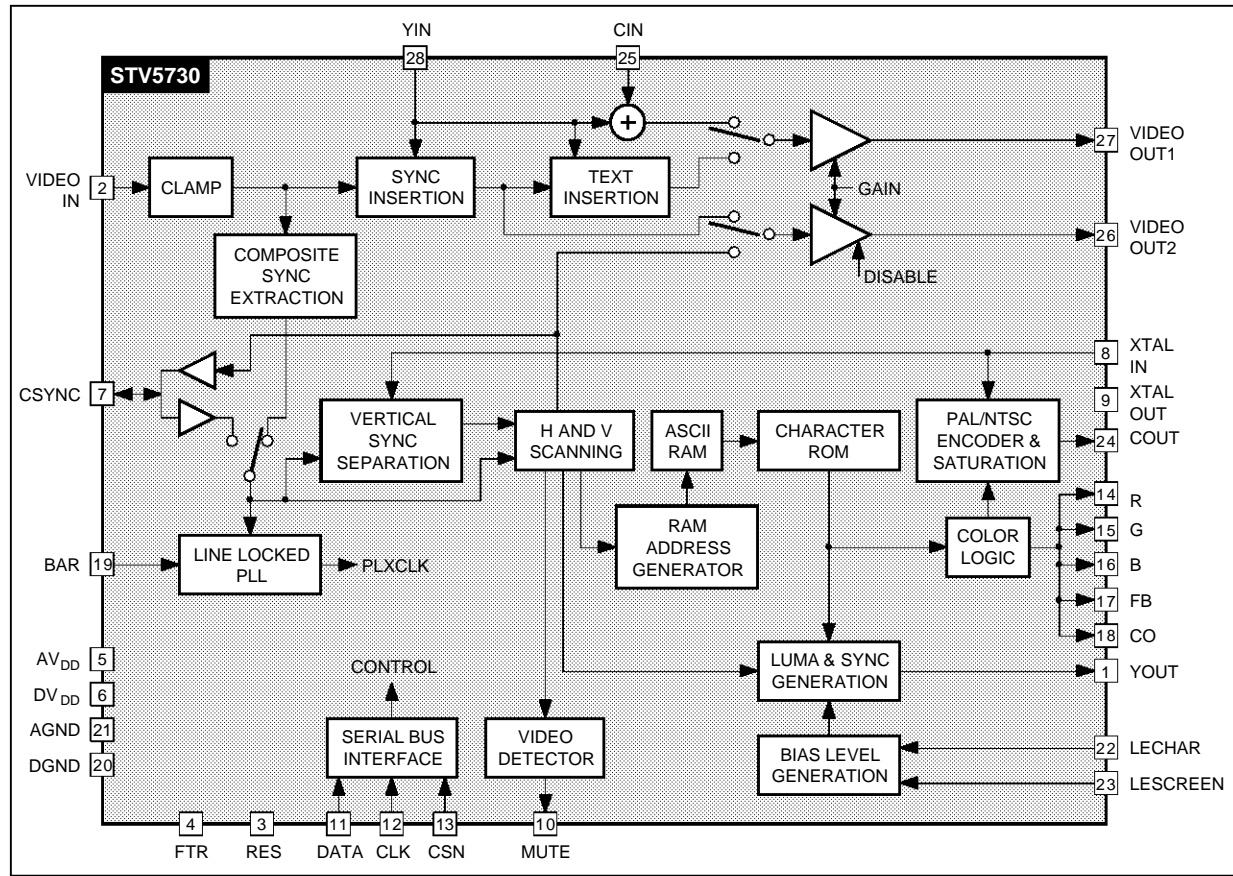 YIN CIN
28 25
STV5730
+
27 VIDEO OUT1
VIDEO IN 2
CLAMP
SYNC
INSERTION
TEXT
INSERTION
GAIN
26 VIDEO OUT2
COMPOSITE
SYNC
EXTRACTION
DISABLE
8 XTAL IN
CSYNC 7
9 XTAL OUT
VERTICAL
SYNC
SEPARATION
H AND V
SCANNING
ASCII
RAM
CHARACTER
ROM
PAL/NTSC
ENCODER &
SATURATION
24 COUT
14 R
BAR 19
LINE LOCKED
PLL
PLXCLK
RAM
ADDRESS
GENERATOR
COLOR
LOGIC
15 G
16 B
17 FB
18 CO
AVDD 5
DVDD 6
AGND 21
DGND 20
CONTROL
LUMA & SYNC
GENERATION
1 YOUT
SERIAL BUS
INTERFACE
VIDEO
DETECTOR
BIAS LEVEL
GENERATION
22 LECHAR
23 LESCREEN
4 3 11 12 13 10
FTR RES DATA CLK CSN MUTE